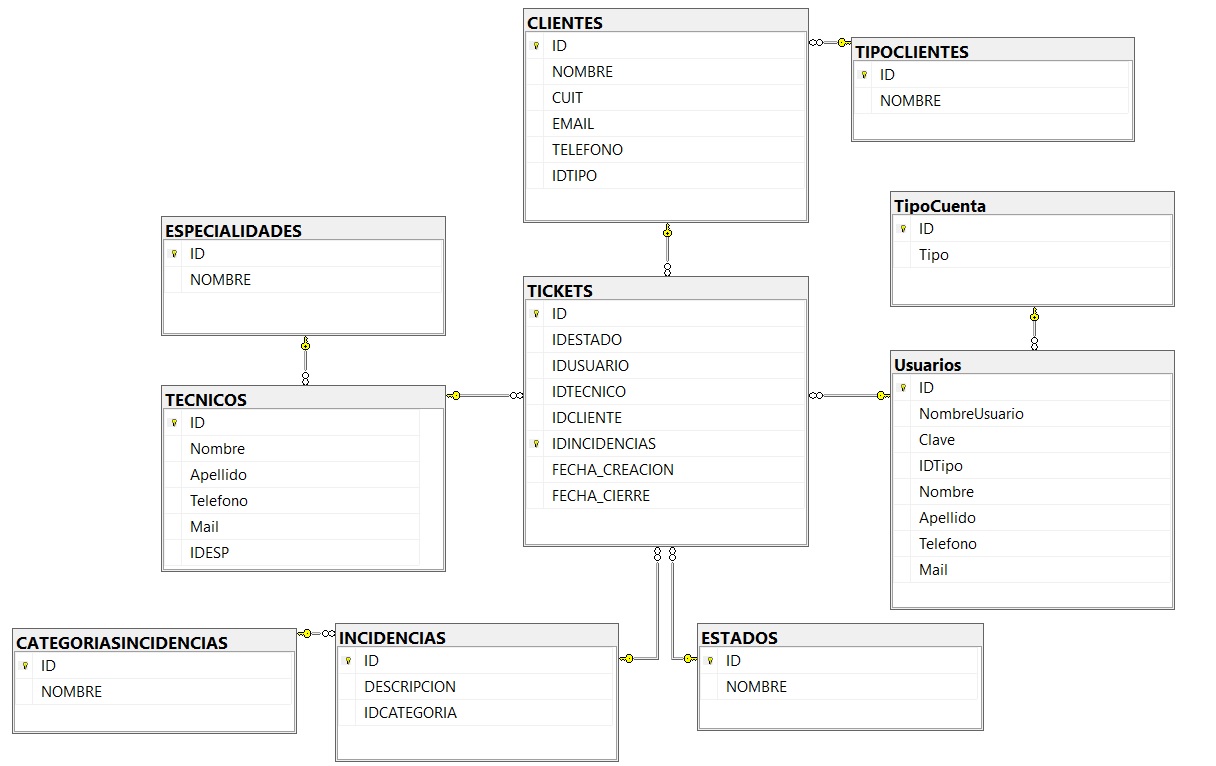 CLIENTES
ID
NOMBRE
CUIT
EMAIL
TELEFONO
IDTIPO
TIPOCLIENTES
ID
NOMBRE
TipoCuenta
ID
Tipo
ESPECIALIDADES
ID
NOMBRE
TICKETS
ID
IDESTADO
IDUSUARIO
IDTECNICO
IDCLIENTE
IDINCIDENCIAS
FECHA_CREACION
FECHA_CIERRE
Usuarios
ID
NombreUsuario
Clave
IDTipo
Nombre
Apellido
Telefono
Mail
TECNICOS
ID
Nombre
Apellido
Telefono
Mail
IDESP
CATEGORIASINCIDENCIAS
ID
NOMBRE
INCIDENCIAS
ID
DESCRIPCION
IDCATEGORIA
ESTADOS
ID
NOMBRE